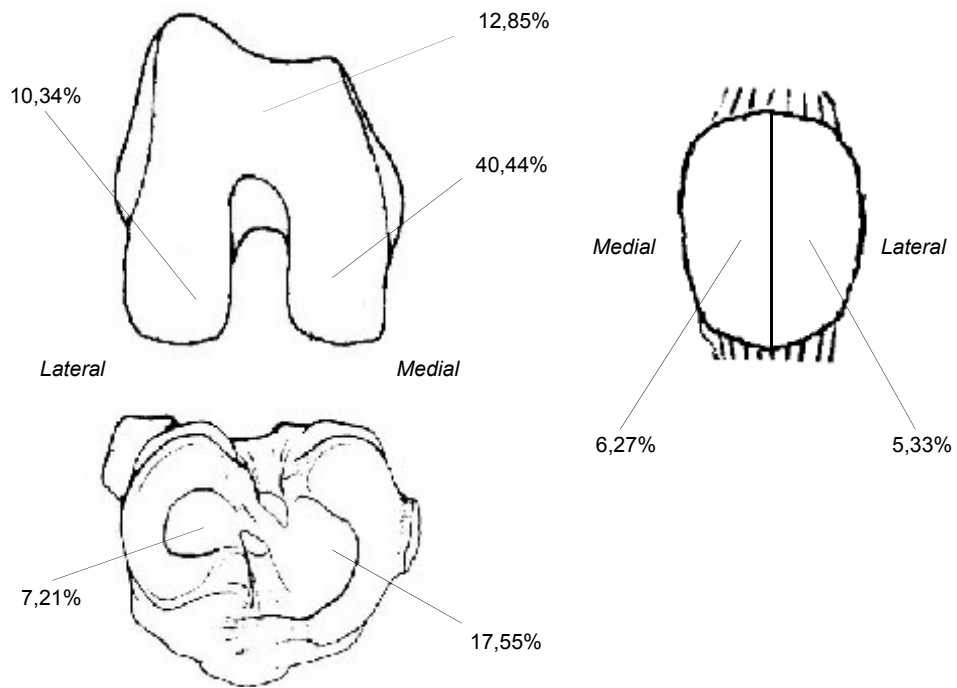 12,85%
10,34%
40,44%
Medial
Lateral
Lateral
Medial
6,27%
5,33%
7,21%
17,55%